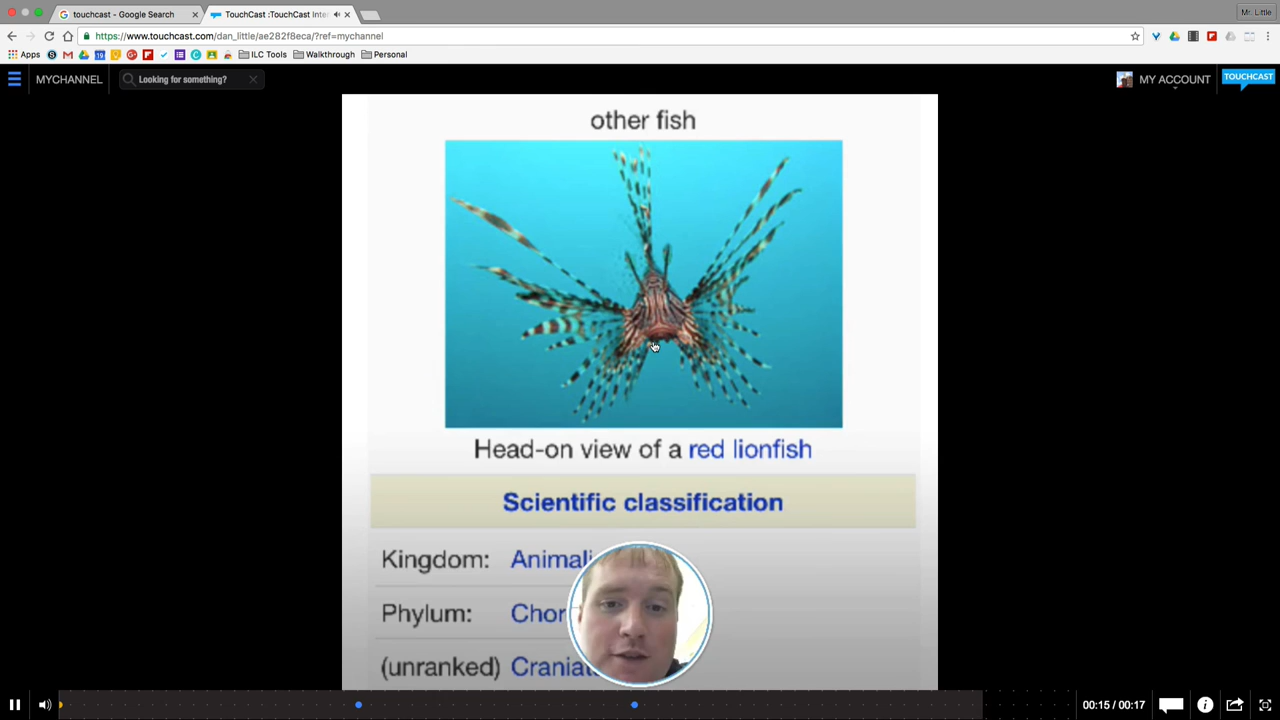 touchcast - Google Search
TouchCast :TouchCast Inte
Mr. Little
https://www.touchcast.com/dan_little/ae282f8eca/?ref=mychannel
Apps
ILC Tools
Walkthrough
Personal
MYCHANNEL
Looking for something?
MY ACCOUNT
TOUCHCAST
other fish
Head-on view of a red lionfish
Scientific classification
Kingdom: Animali
Phylum: Chor
(unranked) Crania
00:15 / 00:17